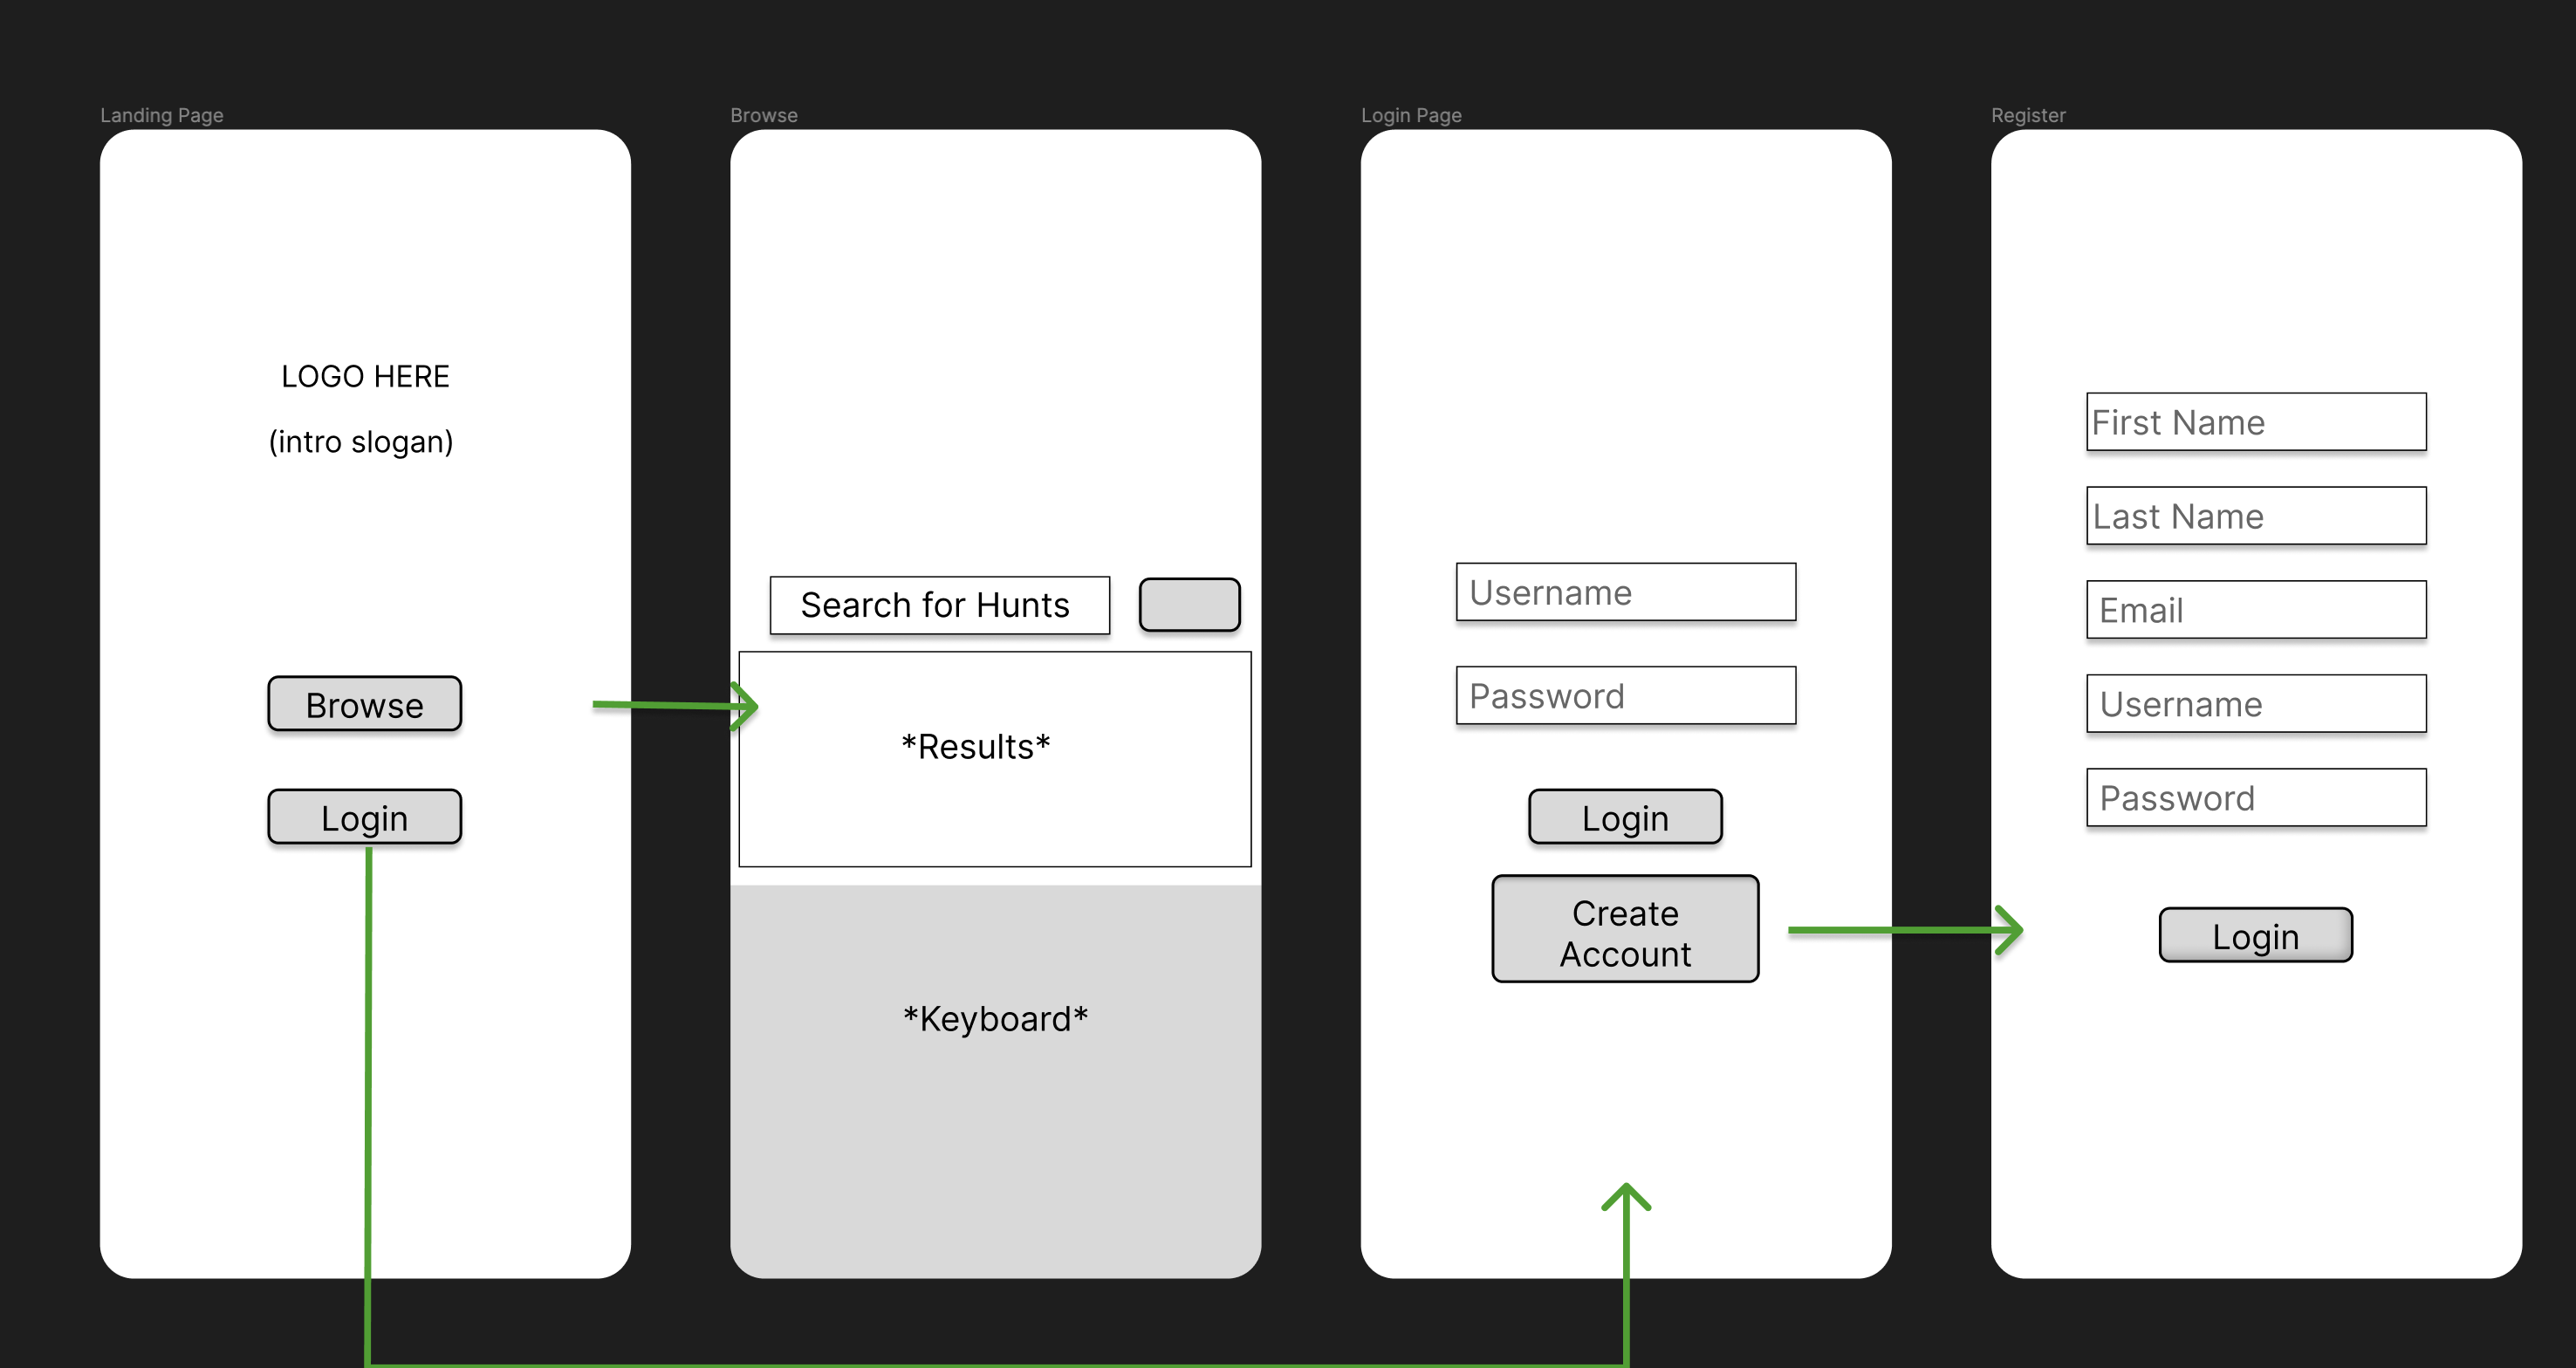 Landing Page
LOGO HERE
(intro slogan)
Browse
Login
Browse
Search for Hunts
*Results*
*Keyboard*
Login Page
Username
Password
Login
Create
Account
Register
First Name
Last Name
Email
Username
Password
Login